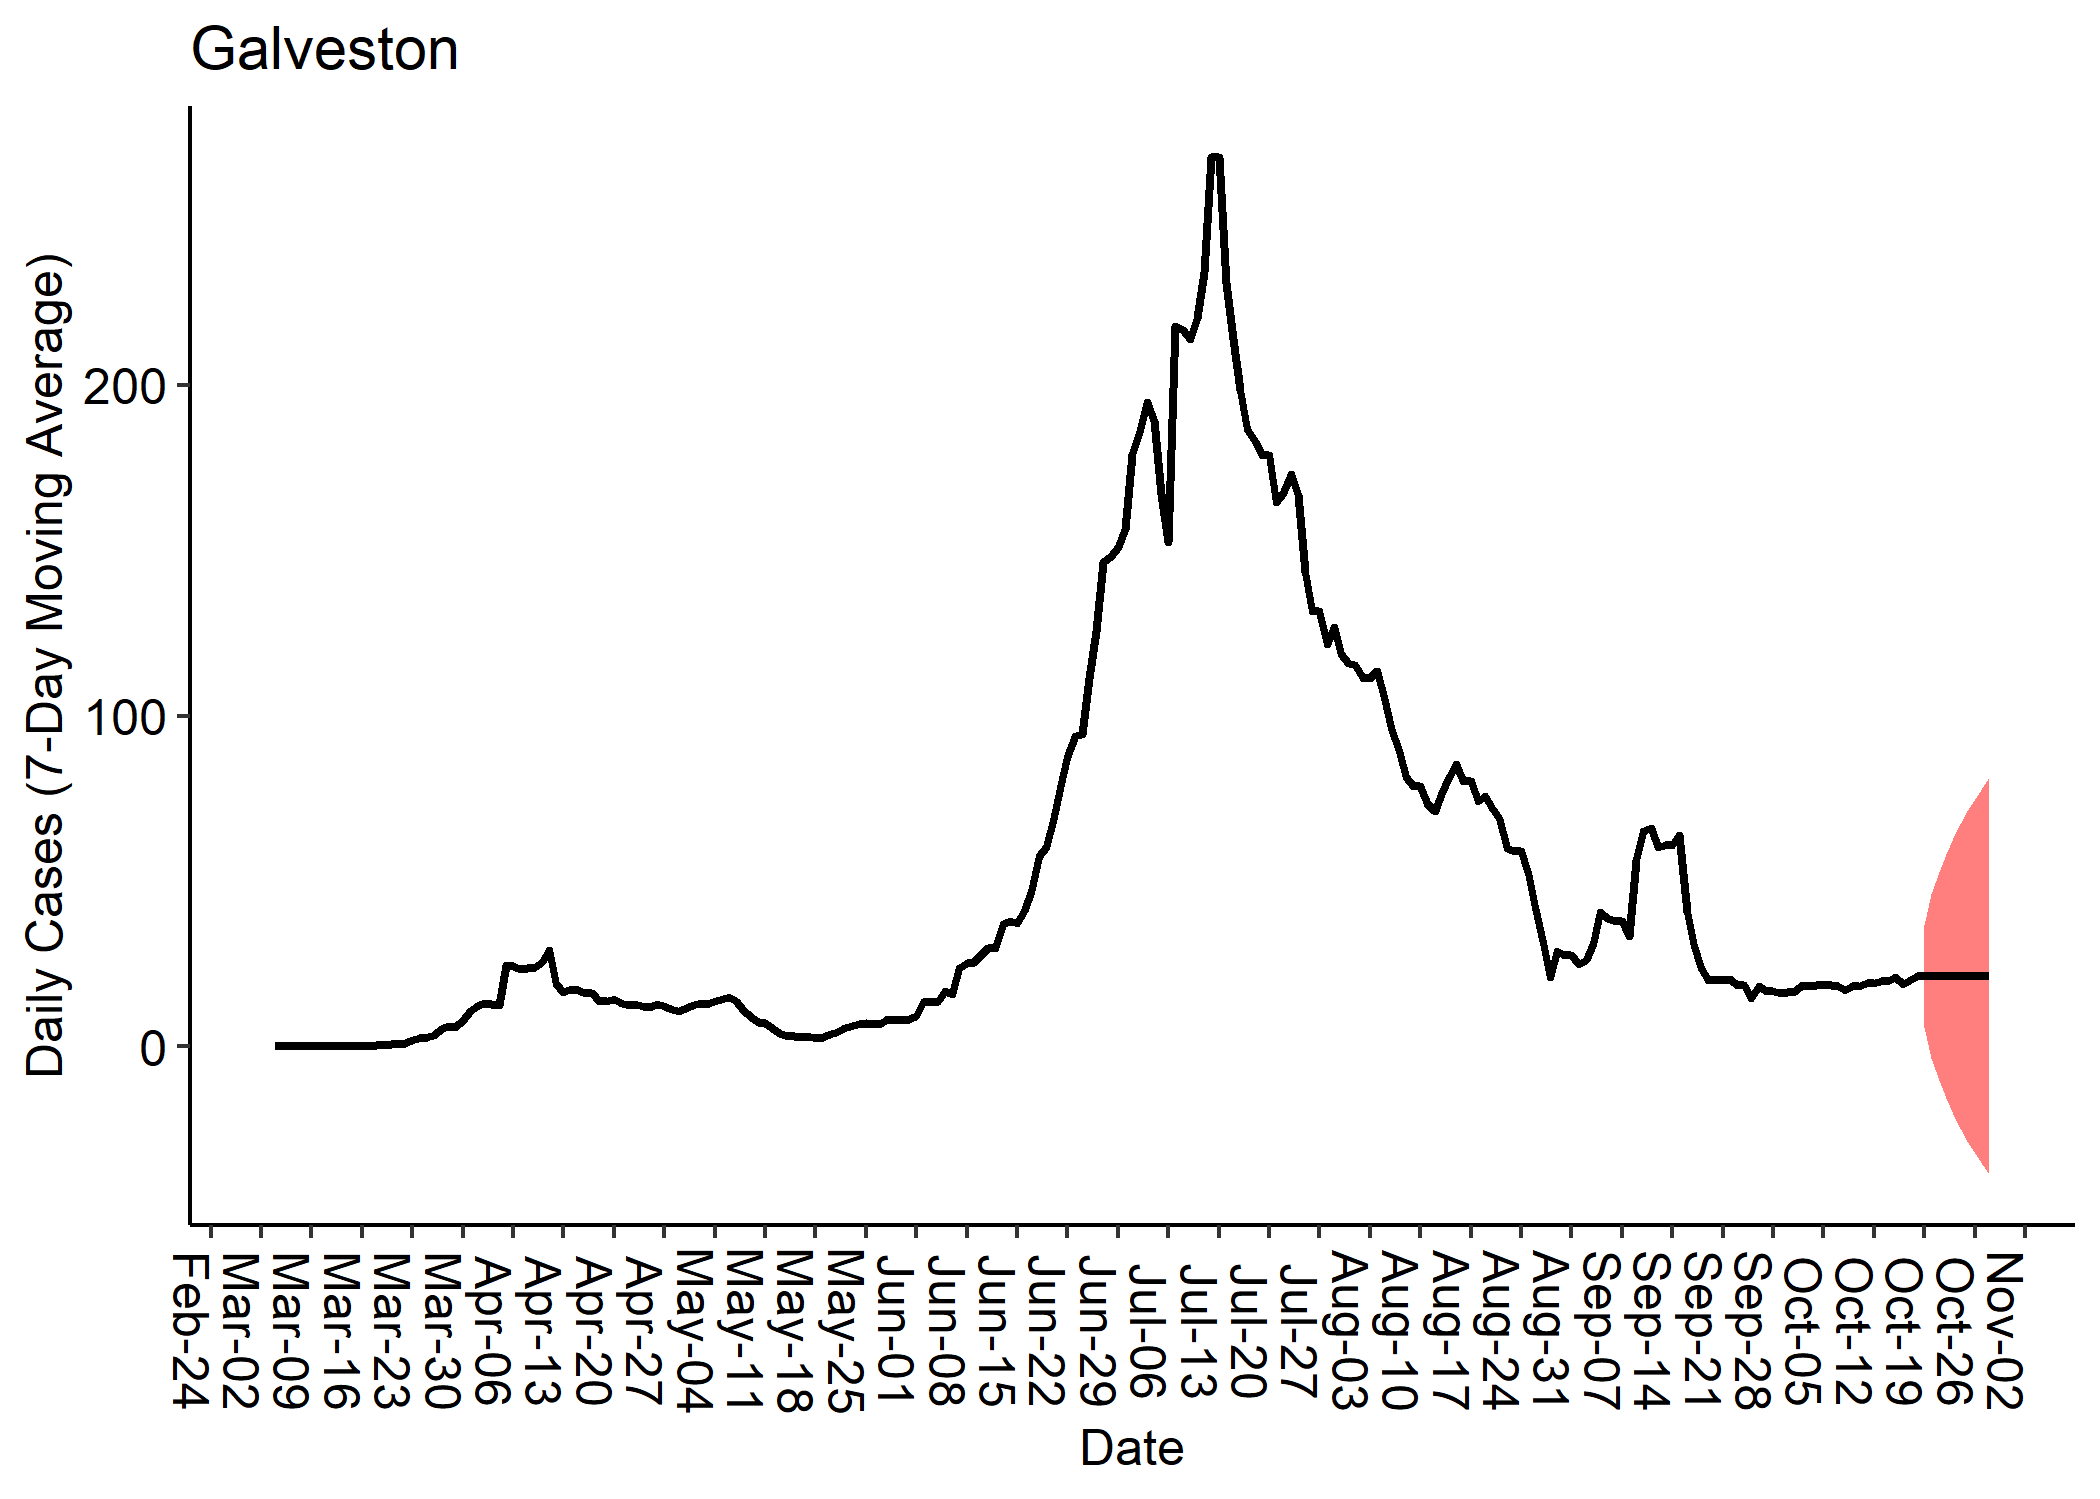 Galveston
Daily Cases (7-Day Moving Average)
200
100
0
Feb-24
Mar-02
Mar-09
Mar-16
Mar-23
Mar-30
Apr-06
Apr-13
Apr-20
Apr-27
May-04
May-11
May-18
May-25
Jun-01
Jun-08
Jun-15
Jun-22
Jun-29
Jul-06
Jul-13
Jul-20
Jul-27
Aug-03
Aug-10
Aug-17
Aug-24
Aug-31
Sep-07
Sep-14
Sep-21
Sep-28
Oct-05
Oct-12
Oct-19
Oct-26
Nov-02
Date